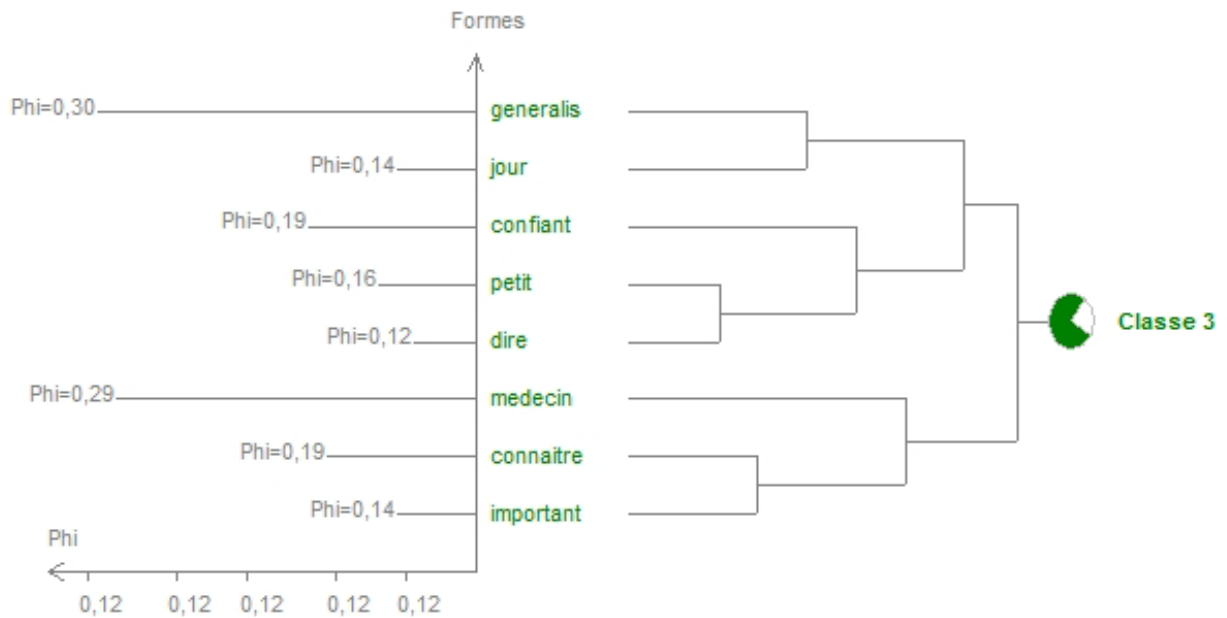 Formes
Phi=0,30 generalis
Phi=0,14 jour
Phi=0,19 confiant
Phi=0,16 petit
Phi=0,12 dire
Classe 3
Phi=0,29 medecin
Phi=0,19 connaitre
Phi=0,14 important
Phi
0,12 0,12 0,12 0,12 0,12